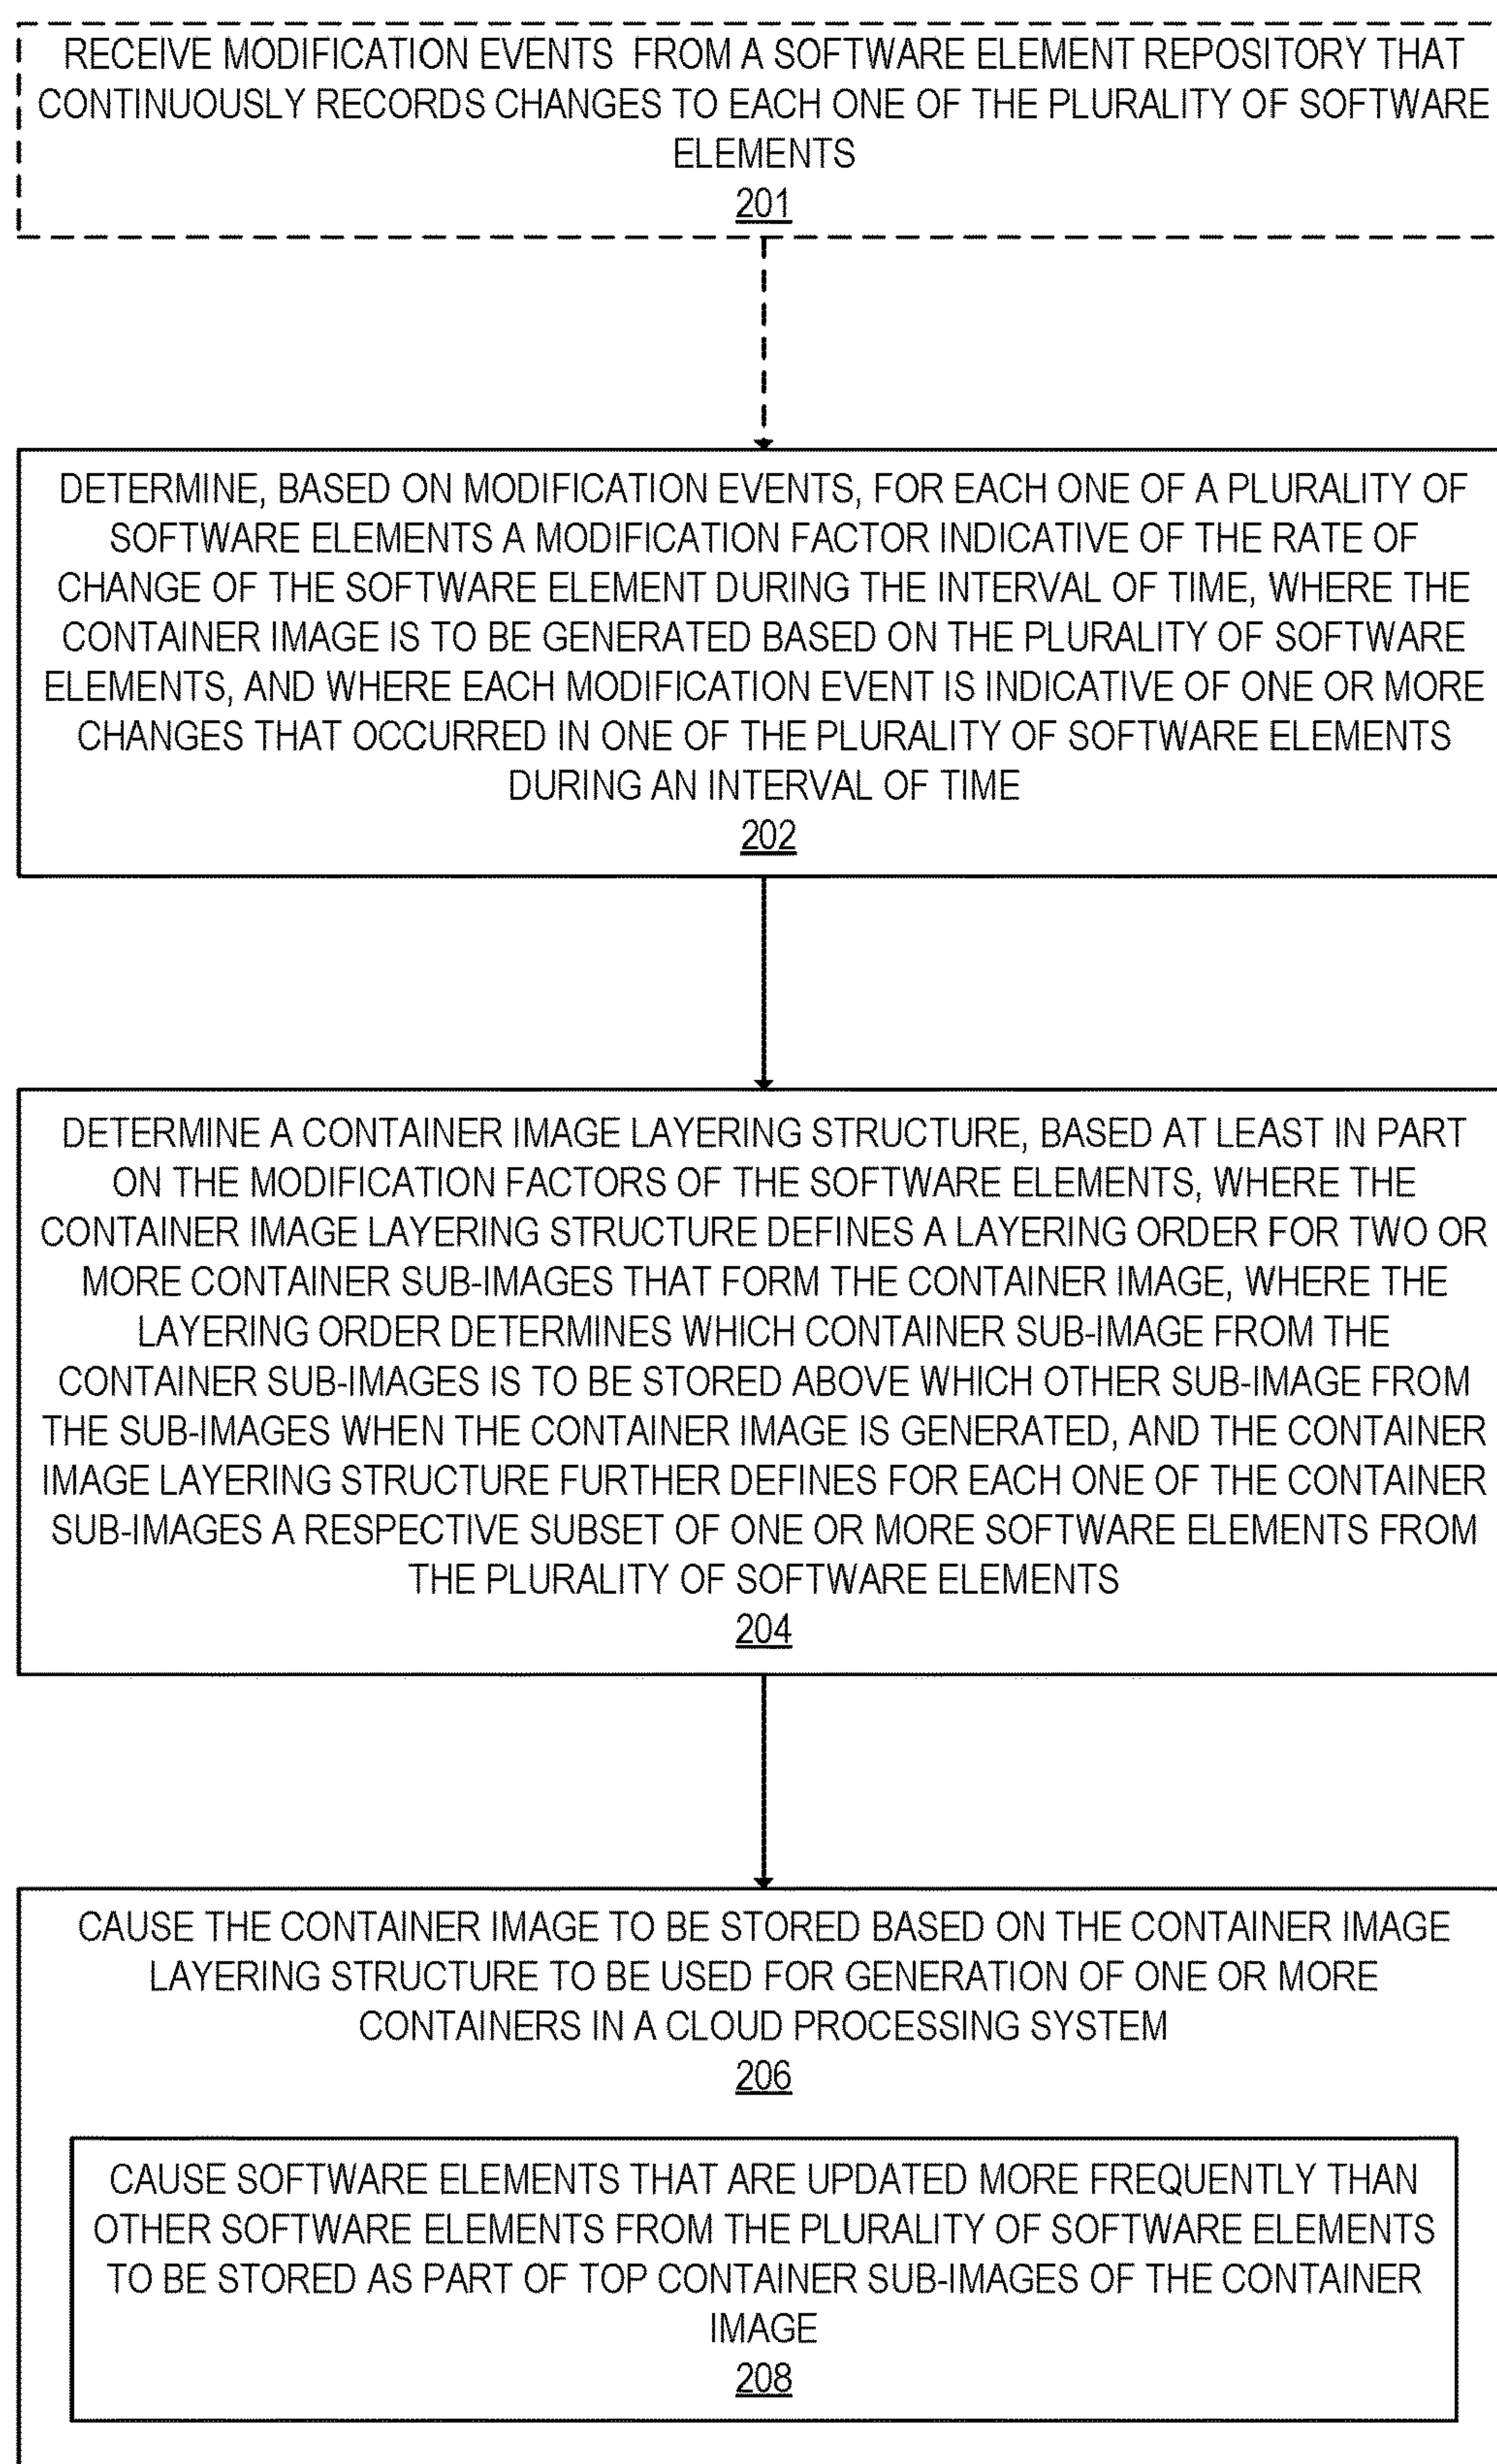 RECEIVE MODIFICATION EVENTS FROM A SOFTWARE ELEMENT REPOSITORY THAT
CONTINUOUSLY RECORDS CHANGES TO EACH ONE OF THE PLURALITY OF SOFTWARE
ELEMENTS
201
DETERMINE, BASED ON MODIFICATION EVENTS, FOR EACH ONE OF A PLURALITY OF
SOFTWARE ELEMENTS A MODIFICATION FACTOR INDICATIVE OF THE RATE OF
CHANGE OF THE SOFTWARE ELEMENT DURING THE INTERVAL OF TIME, WHERE THE
CONTAINER IMAGE IS TO BE GENERATED BASED ON THE PLURALITY OF SOFTWARE
ELEMENTS, AND WHERE EACH MODIFICATION EVENT IS INDICATIVE OF ONE OR MORE
CHANGES THAT OCCURRED IN ONE OF THE PLURALITY OF SOFTWARE ELEMENTS
DURING AN INTERVAL OF TIME
202
DETERMINE A CONTAINER IMAGE LAYERING STRUCTURE, BASED AT LEAST IN PART
ON THE MODIFICATION FACTORS OF THE SOFTWARE ELEMENTS, WHERE THE
CONTAINER IMAGE LAYERING STRUCTURE DEFINES A LAYERING ORDER FOR TWO OR
MORE CONTAINER SUB-IMAGES THAT FORM THE CONTAINER IMAGE, WHERE THE
LAYERING ORDER DETERMINES WHICH CONTAINER SUB-IMAGE FROM THE
CONTAINER SUB-IMAGES IS TO BE STORED ABOVE WHICH OTHER SUB-IMAGE FROM
THE SUB-IMAGES WHEN THE CONTAINER IMAGE IS GENERATED, AND THE CONTAINER
IMAGE LAYERING STRUCTURE FURTHER DEFINES FOR EACH ONE OF THE CONTAINER
SUB-IMAGES A RESPECTIVE SUBSET OF ONE OR MORE SOFTWARE ELEMENTS FROM
THE PLURALITY OF SOFTWARE ELEMENTS
204
CAUSE THE CONTAINER IMAGE TO BE STORED BASED ON THE CONTAINER IMAGE
LAYERING STRUCTURE TO BE USED FOR GENERATION OF ONE OR MORE
CONTAINERS IN A CLOUD PROCESSING SYSTEM
206
CAUSE SOFTWARE ELEMENTS THAT ARE UPDATED MORE FREQUENTLY THAN
OTHER SOFTWARE ELEMENTS FROM THE PLURALITY OF SOFTWARE ELEMENTS
TO BE STORED AS PART OF TOP CONTAINER SUB-IMAGES OF THE CONTAINER
IMAGE
208